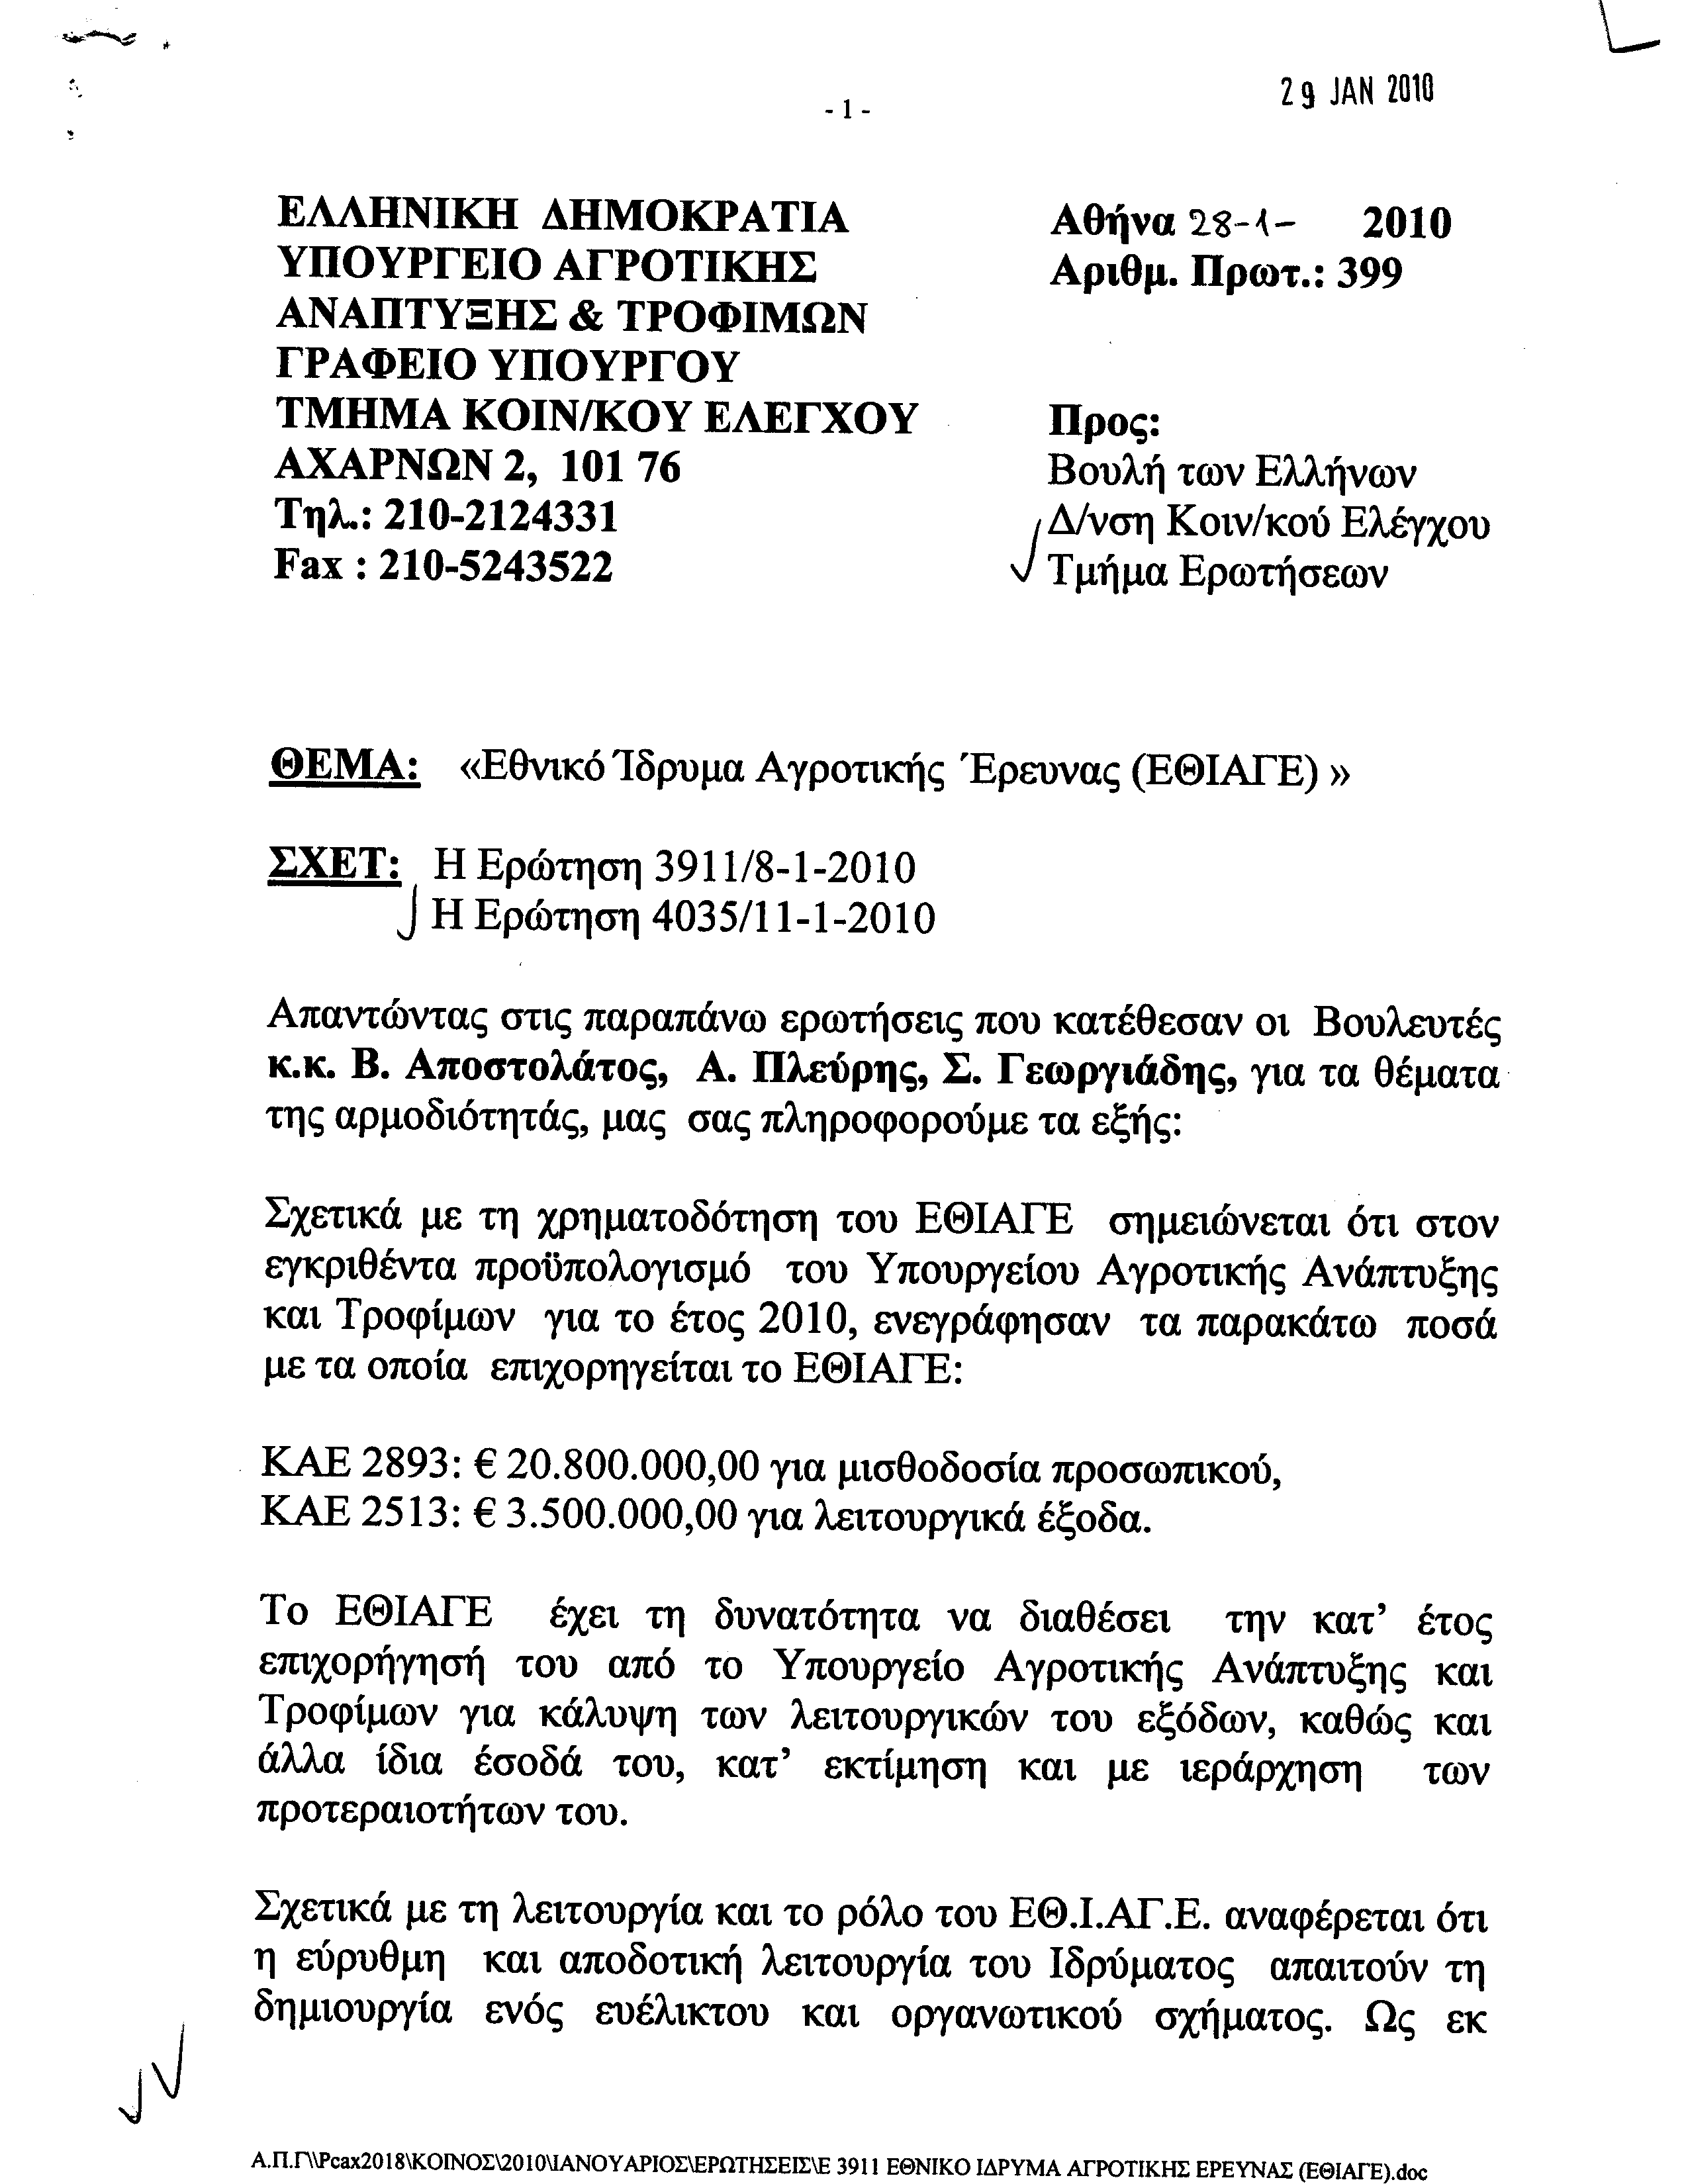 29 JAN 2010
- 1 -
ΕΛΛΗΝΙΚΗ ΔΗΜΟΚΡΑΤΙΑ
ΥΠΟΥΡΓΕΙΟ ΑΓΡΟΤΙΚΗΣ
ΑΝΑΠΤΥΞΗΣ & ΤΡΟΦΙΜΩΝ
ΓΡΑΦΕΙΟ ΥΠΟΥΡΓΟΥ
ΤΜΗΜΑ ΚΟΙΝ/ΚΟΥ ΕΛΕΓΧΟΥ
ΑΧΑΡΝΩΝ 2, 101 76
Τηλ.: 210-2124331
Fax : 210-5243522
Αθήνα 28-1- 2010
Αριθμ. Πρωτ.: 399
Προς:
Βουλή των Ελλήνων
Δ/νση Κοιν/κού Ελέγχου
Τμήμα Ερωτήσεων
ΘΕΜΑ: «Εθνικό Ίδρυμα Αγροτικής Έρευνας (ΕΘΙΑΓΕ) »
ΣΧΕΤ: Η Ερώτηση 3911/8-1-2010
Η Ερώτηση 4035/11-1-2010
Απαντώντας στις παραπάνω ερωτήσεις που κατέθεσαν οι Βουλευτές
κ.κ. Β. Αποστολάτος, Α. Πλεύρης, Σ. Γεωργιάδης, για τα θέματα
της αρμοδιότητάς, μας σας πληροφορούμε τα εξής:
Σχετικά με τη χρηματοδότηση του ΕΘΙΑΓΕ σημειώνεται ότι στον
εγκριθέντα προϋπολογισμό του Υπουργείου Αγροτικής Ανάπτυξης
και Τροφίμων για το έτος 2010, ενεγράφησαν τα παρακάτω ποσά
με τα οποία επιχορηγείται το ΕΘΙΑΓΕ:
ΚΑΕ 2893: € 20.800.000,00 για μισθοδοσία προσωπικού,
ΚΑΕ 2513: € 3.500.000,00 για λειτουργικά έξοδα.
Το ΕΘΙΑΓΕ έχει τη δυνατότητα να διαθέσει την κατ’ έτος
επιχορήγησή του από το Υπουργείο Αγροτικής Ανάπτυξης και
Τροφίμων για κάλυψη των λειτουργικών του εξόδων, καθώς και
άλλα ίδια έσοδά του, κατ’ εκτίμηση και με ιεράρχηση των
προτεραιοτήτων του.
Σχετικά με τη λειτουργία και το ρόλο του ΕΘ.Ι.ΑΓ.Ε. αναφέρεται ότι
η εύρυθμη και αποδοτική λειτουργία του Ιδρύματος απαιτούν τη
δημιουργία ενός ευέλικτου και οργανωτικού σχήματος. Ως εκ
Α.Π.Γ\\Pcax2018\ΚΟΙΝΟΣ\2010\ΙΑΝΟΥΑΡΙΟΣ\ΕΡΩΤΗΣΕΙΣ\Ε 3911 ΕΘΝΙΚΟ ΙΔΡΥΜΑ ΑΓΡΟΤΙΚΗΣ ΕΡΕΥΝΑΣ (ΕΘΙΑΓΕ).doc